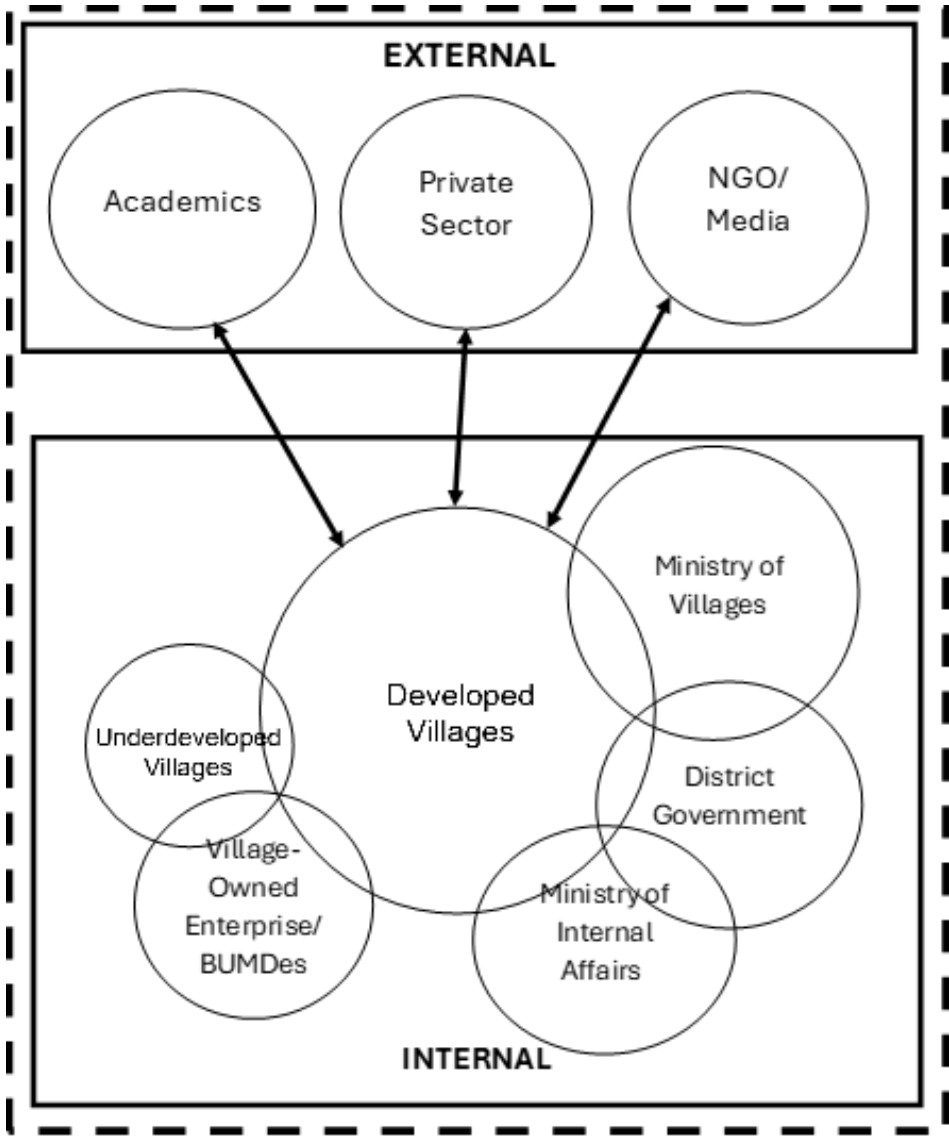 EXTERNAL
Academics
Private
Sector
NGO/
Media
Ministry of
Villages
Developed
Villages
Underdeveloped
Villages
District
Government
Village-
Owned
Enterprise/
BUMDes
Ministry of
Internal
Affairs
INTERNAL